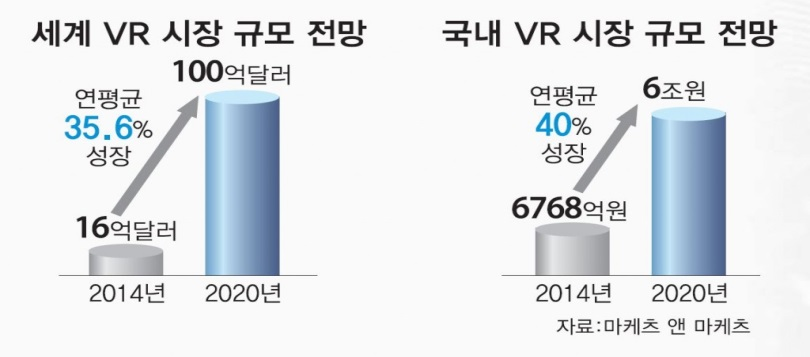 세계 VR 시장 규모 전망
100억달러
연평균
35.6%
성장
16억달러
2014년 2020년
국내 VR 시장 규모 전망
6조원
연평균
40%
성장
6768억원
2014년 2020년
자료:마케츠 앤 마케츠